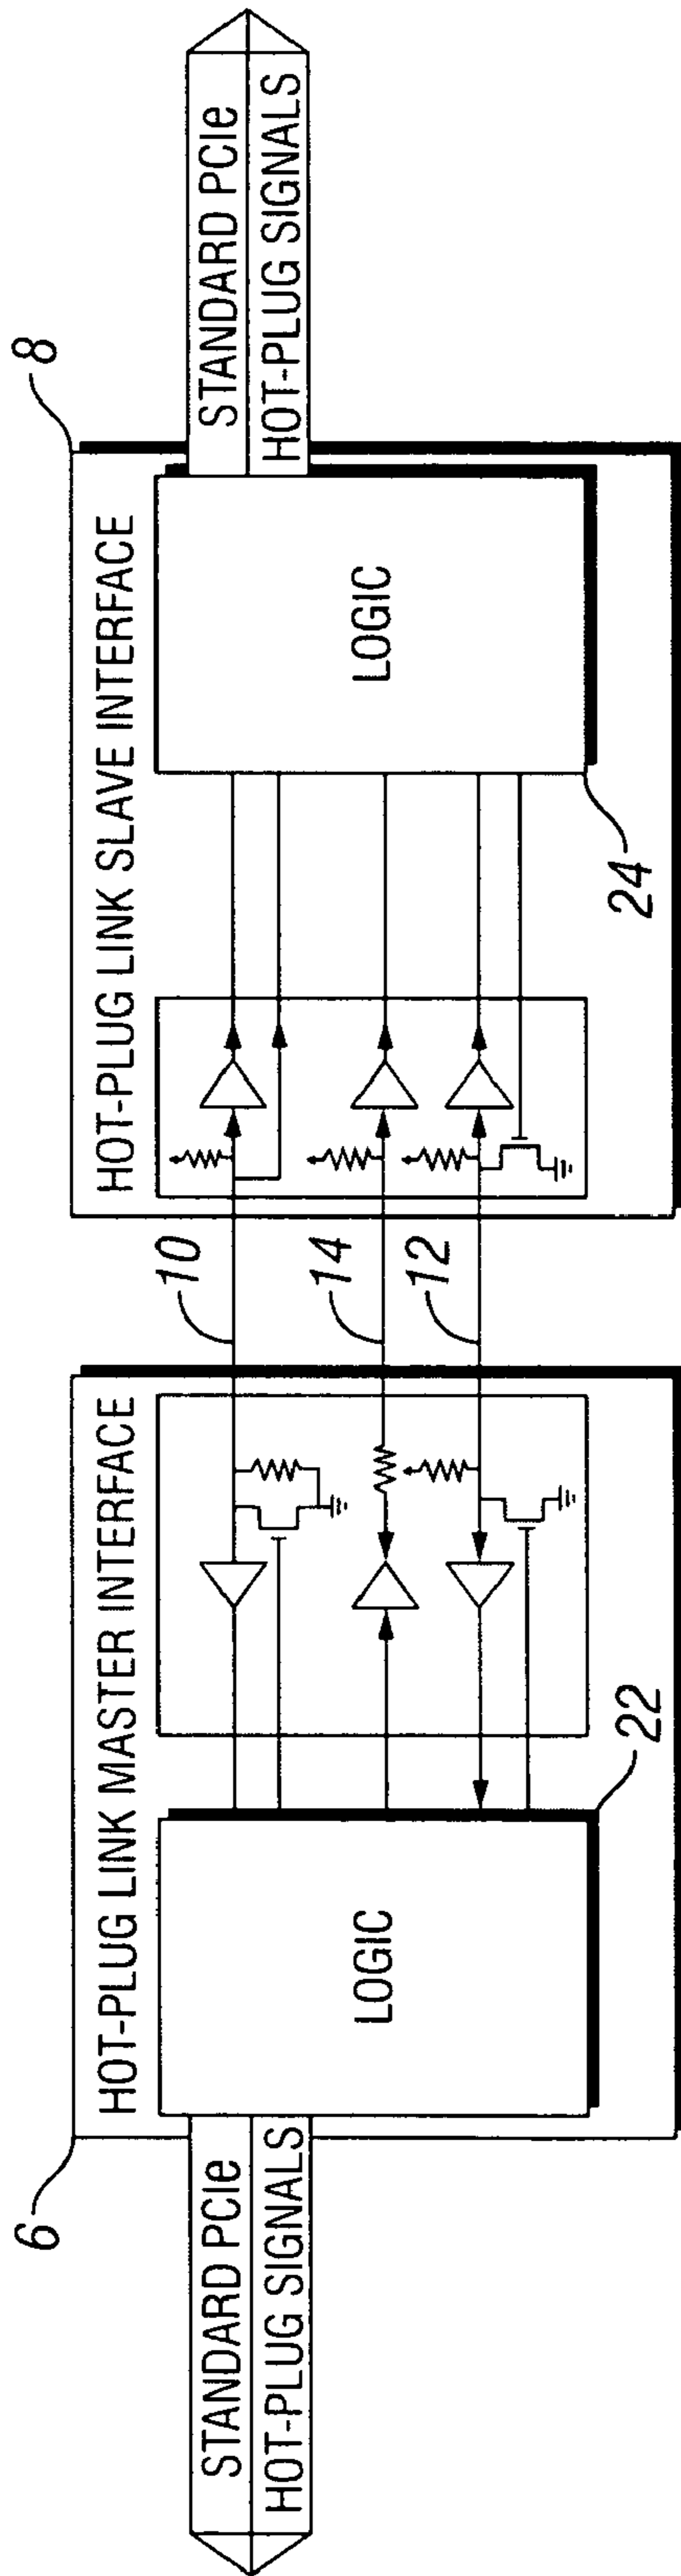 6
STANDARD PCIe
HOT-PLUG SIGNALS
HOT-PLUG LINK MASTER INTERFACE
LOGIC
22
10
14
12
8
HOT-PLUG LINK SLAVE INTERFACE
LOGIC
24
STANDARD PCIe
HOT-PLUG SIGNALS